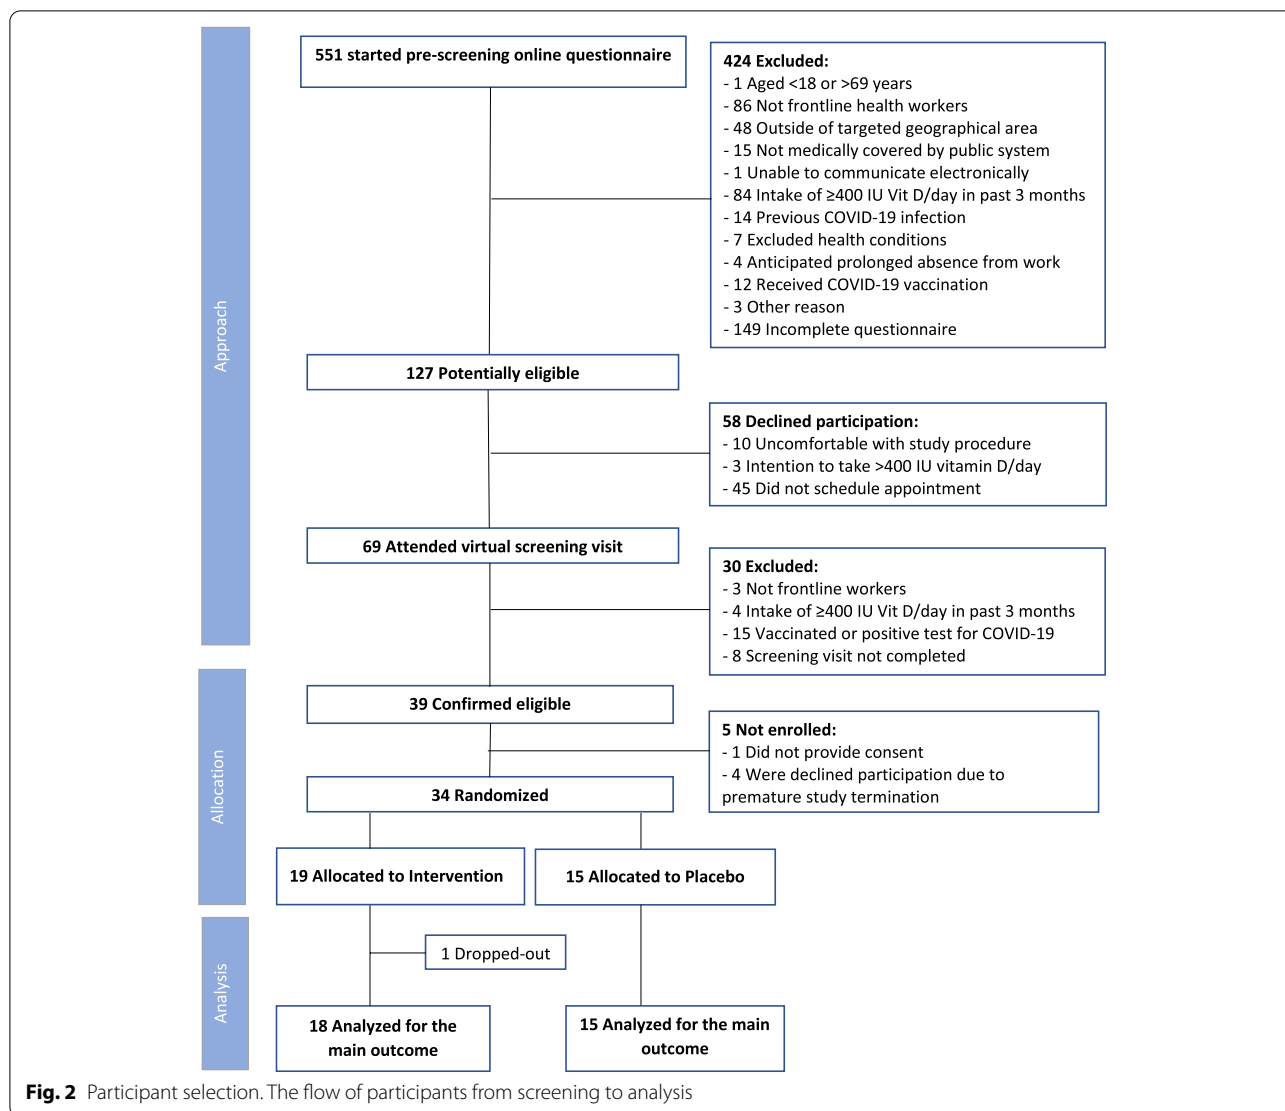 551 started pre-screening online questionnaire
424 Excluded:
- 1 Aged <18 or >69 years
- 86 Not frontline health workers
- 48 Outside of targeted geographical area
- 15 Not medically covered by public system
- 1 Unable to communicate electronically
- 84 Intake of ≥400 IU Vit D/day in past 3 months
- 14 Previous COVID-19 infection
- 7 Excluded health conditions
- 4 Anticipated prolonged absence from work
- 12 Received COVID-19 vaccination
- 3 Other reason
- 149 Incomplete questionnaire
Approach
127 Potentially eligible
58 Declined participation:
- 10 Uncomfortable with study procedure
- 3 Intention to take >400 IU vitamin D/day
- 45 Did not schedule appointment
69 Attended virtual screening visit
30 Excluded:
- 3 Not frontline workers
- 4 Intake of ≥400 IU Vit D/day in past 3 months
- 15 Vaccinated or positive test for COVID-19
- 8 Screening visit not completed
39 Confirmed eligible
5 Not enrolled:
- 1 Did not provide consent
- 4 Were declined participation due to
premature study termination
Allocation
34 Randomized
19 Allocated to Intervention
15 Allocated to Placebo
Analysis
1 Dropped-out
18 Analyzed for the
main outcome
15 Analyzed for the main
outcome
Fig. 2 Participant selection. The flow of participants from screening to analysis